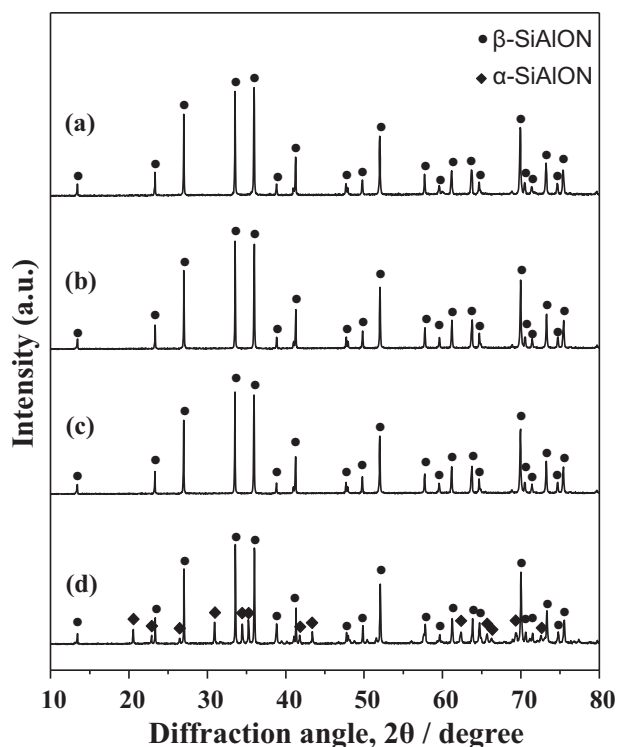 β-SiAlON
α-SiAlON
(a)
(b)
(c)
(d)
Intensity (a.u.)
10 20 30 40 50 60 70 80
Diffraction angle, 2θ / degree